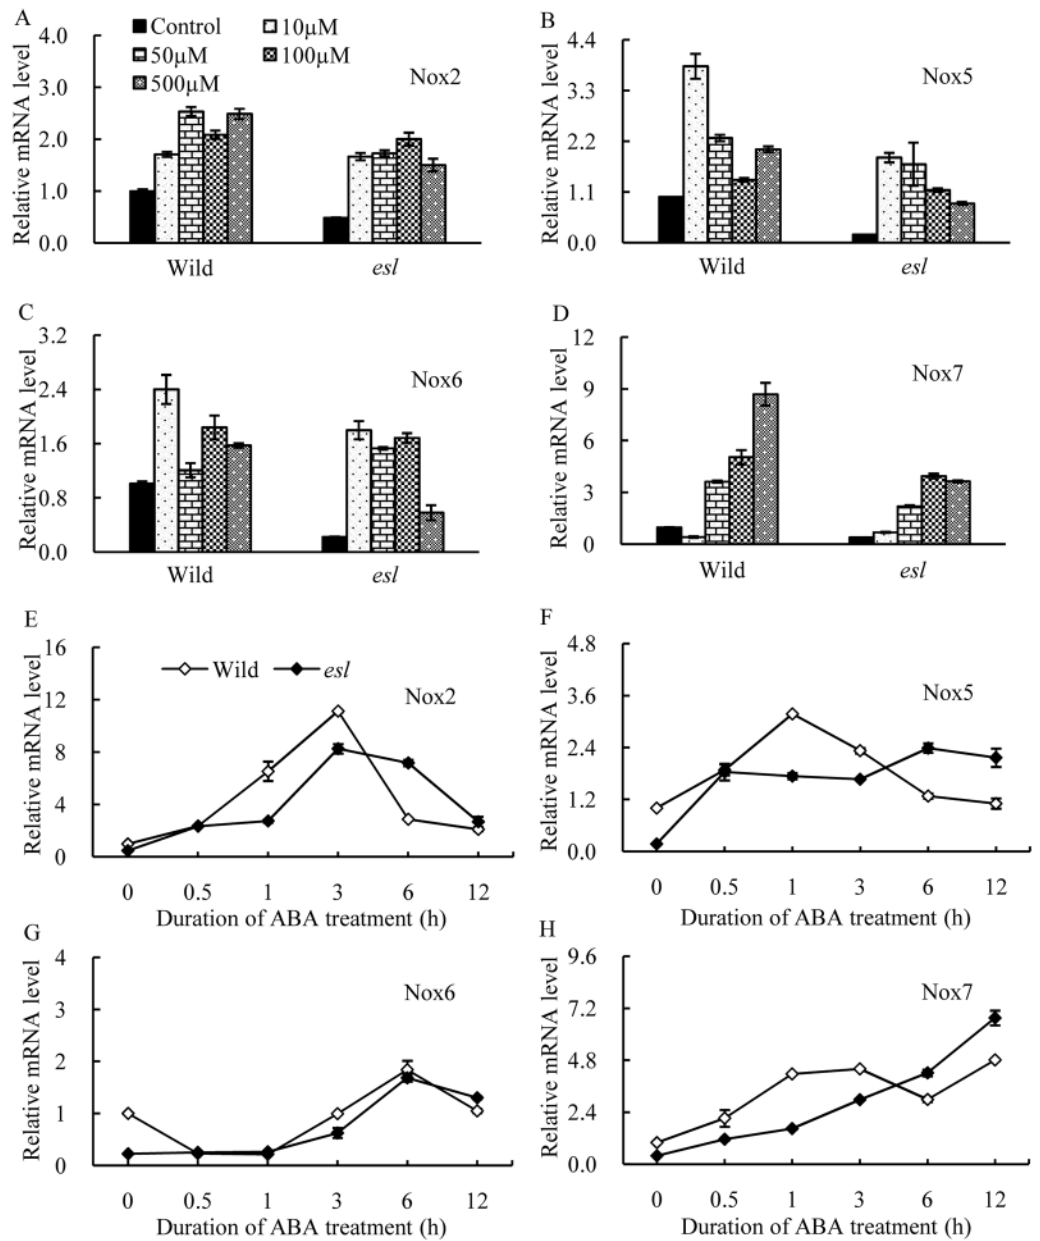 A
Control
10µM
50µM
100µM
500µM
Nox2
Relative mRNA level
4.0
3.0
2.0
1.0
0.0
Wild
esl
B
Nox5
Relative mRNA level
4.4
3.3
2.2
1.1
0.0
Wild
esl
C
Nox6
Relative mRNA level
3.2
2.4
1.6
0.8
0.0
Wild
esl
D
Nox7
Relative mRNA level
12
9
6
3
0
Wild
esl
E
Wild
esl
Nox2
Relative mRNA level
16
12
8
4
0
0 0.5 1 3 6 12
Duration of ABA treatment (h)
F
Nox5
Relative mRNA level
4.8
3.6
2.4
1.2
0.0
0 0.5 1 3 6 12
Duration of ABA treatment (h)
G
Nox6
Relative mRNA level
4
3
2
1
0
0 0.5 1 3 6 12
Duration of ABA treatment (h)
H
Nox7
Relative mRNA level
9.6
7.2
4.8
2.4
0.0
0 0.5 1 3 6 12
Duration of ABA treatment (h)